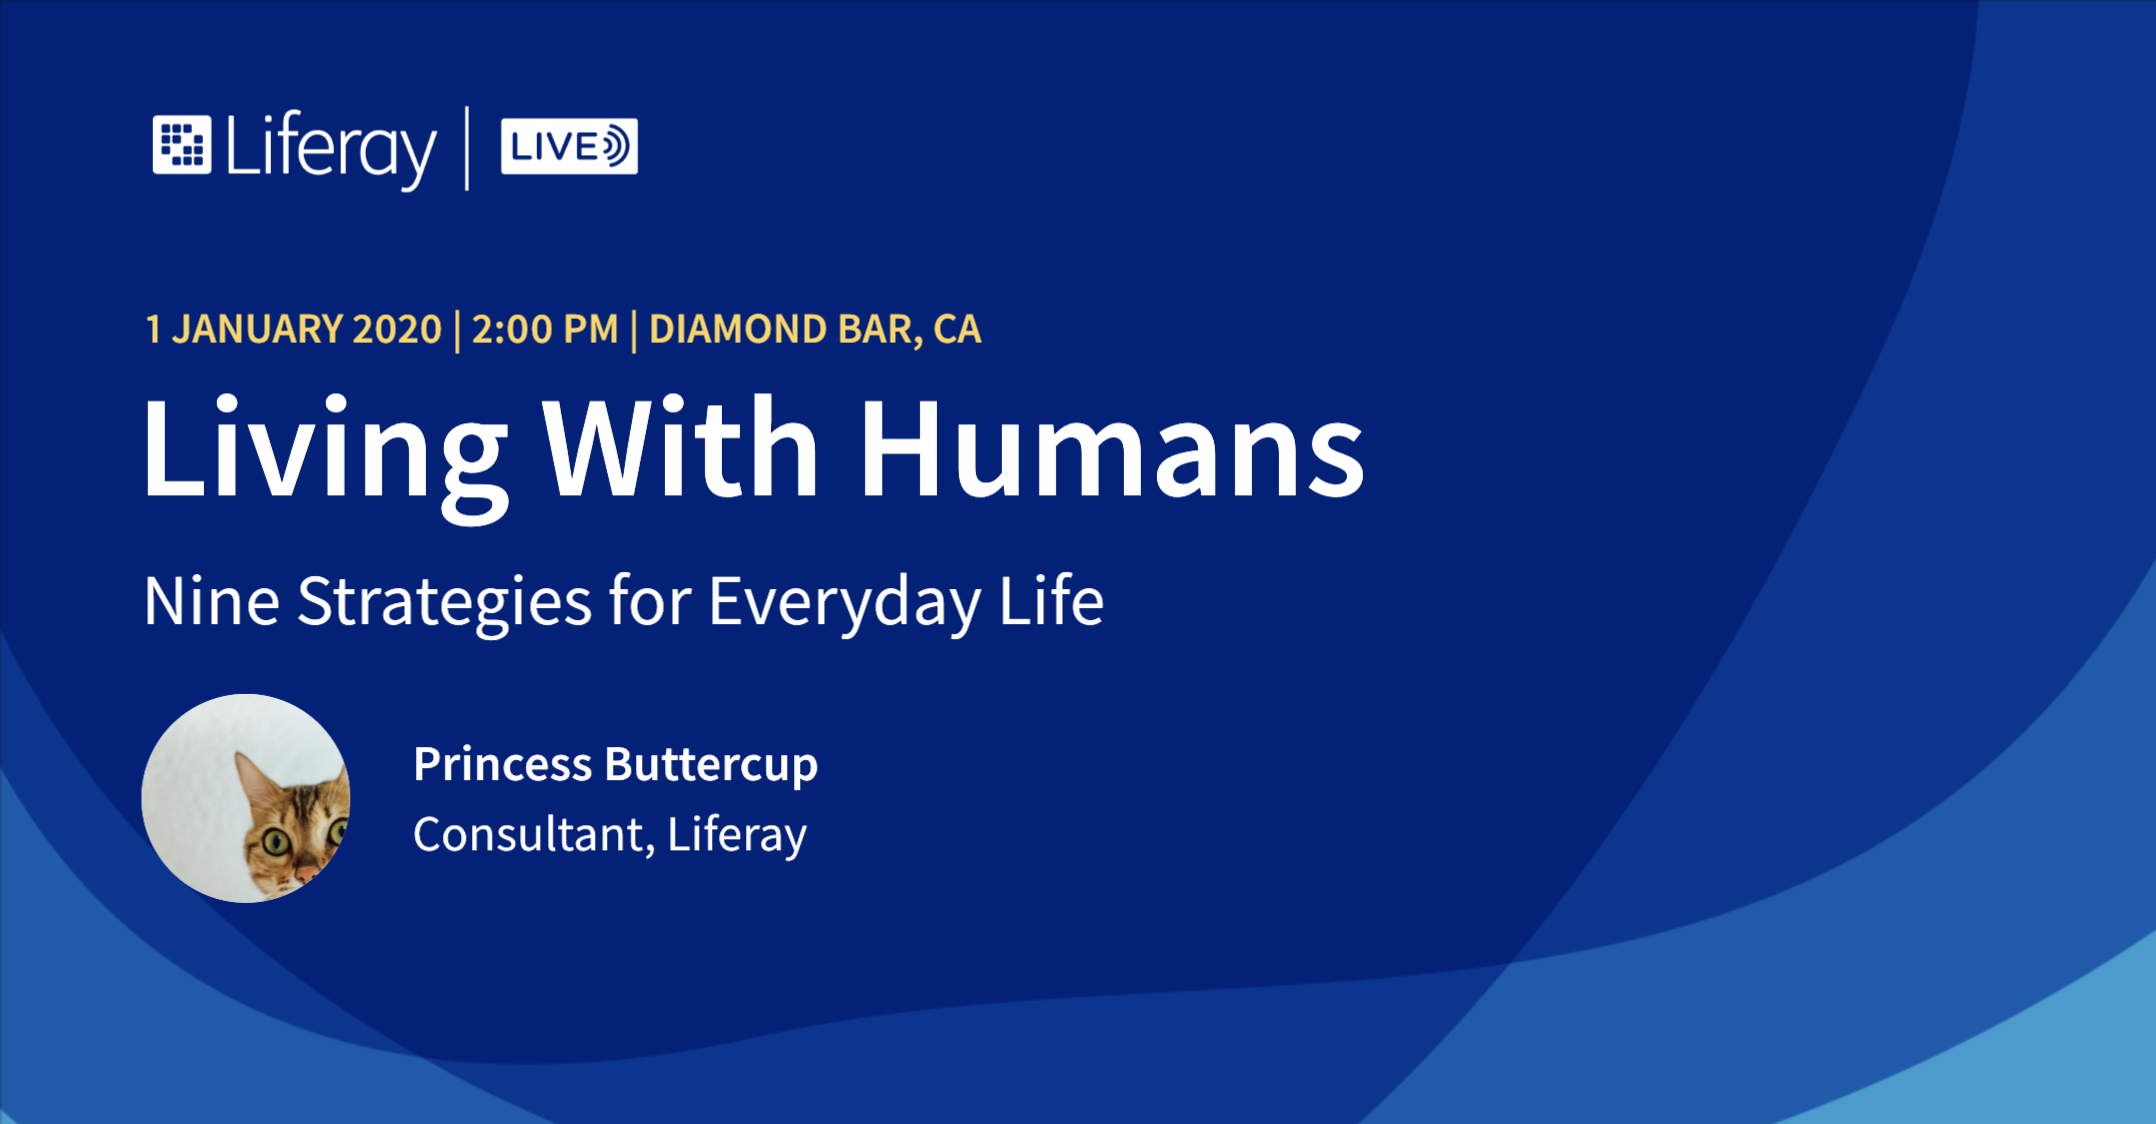 Liferay | LIVE
1 JANUARY 2020 | 2:00 PM | DIAMOND BAR, CA
Living With Humans
Nine Strategies for Everyday Life
Princess Buttercup
Consultant, Liferay